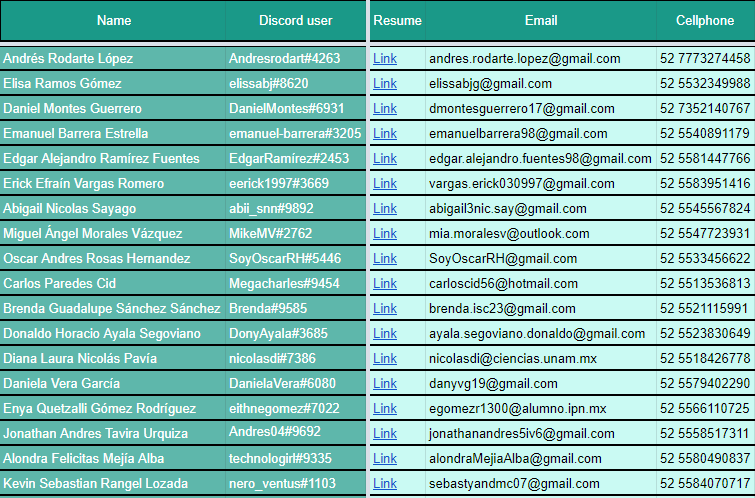 Name Discord user Resume Email Cellphone
Andrés Rodarte López Andresrodart#4263 Link andres.rodarte.lopez@gmail.com 52 7773274458
Elisa Ramos Gómez elissabj#8620 Link elissabjg@gmail.com 52 5532349988
Daniel Montes Guerrero DanielMontes#6931 Link dmontesguerrero17@gmail.com 52 7352140767
Emanuel Barrera Estrella emanuel-barrera#3205 Link emanuelbarrera98@gmail.com 52 5540891179
Edgar Alejandro Ramírez Fuentes EdgarRamírez#2453 Link edgar.alejandro.fuentes98@gmail.com 52 5581447766
Erick Efraín Vargas Romero eerick1997#3669 Link vargas.erick030997@gmail.com 52 5583951416
Abigail Nicolas Sayago abii_snn#9892 Link abigail3nic.say@gmail.com 52 5545567824
Miguel Ángel Morales Vázquez MikeMV#2762 Link mia.moralesv@outlook.com 52 5547723931
Oscar Andres Rosas Hernandez SoyOscarRH#5446 Link SoyOscarRH@gmail.com 52 5533456622
Carlos Paredes Cid Megacharles#9454 Link carloscid56@hotmail.com 52 5513536813
Brenda Guadalupe Sánchez Sánchez Brenda#9585 Link brenda.isc23@gmail.com 52 5521115991
Donaldo Horacio Ayala Segoviano DonyAyala#3685 Link ayala.segoviano.donaldo@gmail.com 52 5523830649
Diana Laura Nicolás Pavía nicolasdi#7386 Link nicolasdi@ciencias.unam.mx 52 5518426778
Daniela Vera García DanielaVera#6080 Link danyvg19@gmail.com 52 5579402290
Enya Quetzalli Gómez Rodríguez eithnegomez#7022 Link egomezr1300@alumno.ipn.mx 52 5566110725
Jonathan Andres Tavira Urquiza Andres04#9692 Link jonathanandres5iv6@gmail.com 52 5558517311
Alondra Felicitas Mejía Alba technologirl#9335 Link alondraMejiaAlba@gmail.com 52 5580490837
Kevin Sebastian Rangel Lozada nero_ventus#1103 Link sebastyandmc07@gmail.com 52 5584070717